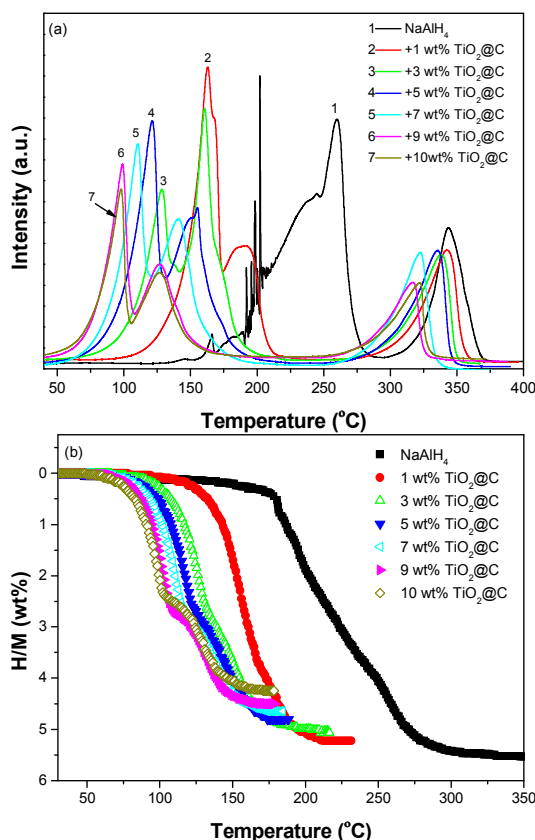 (a)
1 NaAlH4
2 +1 wt% TiO2@C
3 +3 wt% TiO2@C
4 +5 wt% TiO2@C
5 +7 wt% TiO2@C
6 +9 wt% TiO2@C
7 +10wt% TiO2@C
2
1
4
5
6
3
7
Intensity (a.u.)
50 100 150 200 250 300 350 400
Temperature (°C)
(b)
NaAlH4
1 wt% TiO2@C
3 wt% TiO2@C
5 wt% TiO2@C
7 wt% TiO2@C
9 wt% TiO2@C
10 wt% TiO2@C
H/M (wt%)
0
1
2
3
4
5
6
50 100 150 200 250 300 350
Temperature (°C)